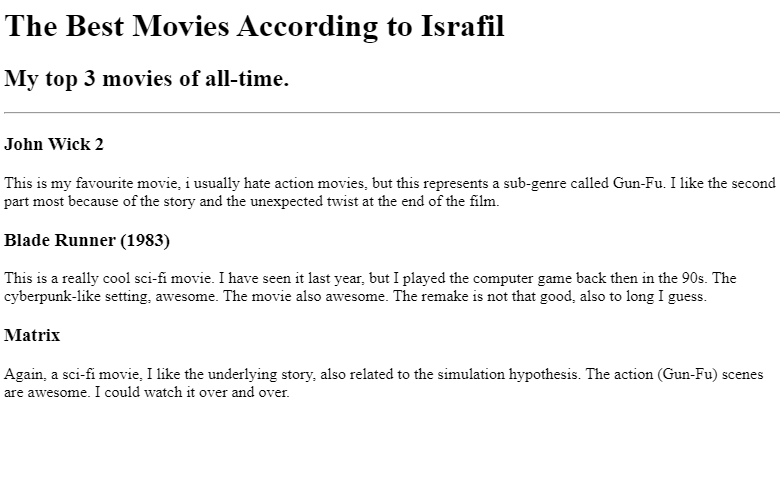 The Best Movies According to Israfil
My top 3 movies of all-time.
John Wick 2
This is my favourite movie, i usually hate action movies, but this represents a sub-genre called Gun-Fu. I like the second
part most because of the story and the unexpected twist at the end of the film.
Blade Runner (1983)
This is a really cool sci-fi movie. I have seen it last year, but I played the computer game back then in the 90s. The
cyberpunk-like setting, awesome. The movie also awesome. The remake is not that good, also to long I guess.
Matrix
Again, a sci-fi movie, I like the underlying story, also related to the simulation hypothesis. The action (Gun-Fu) scenes
are awesome. I could watch it over and over.